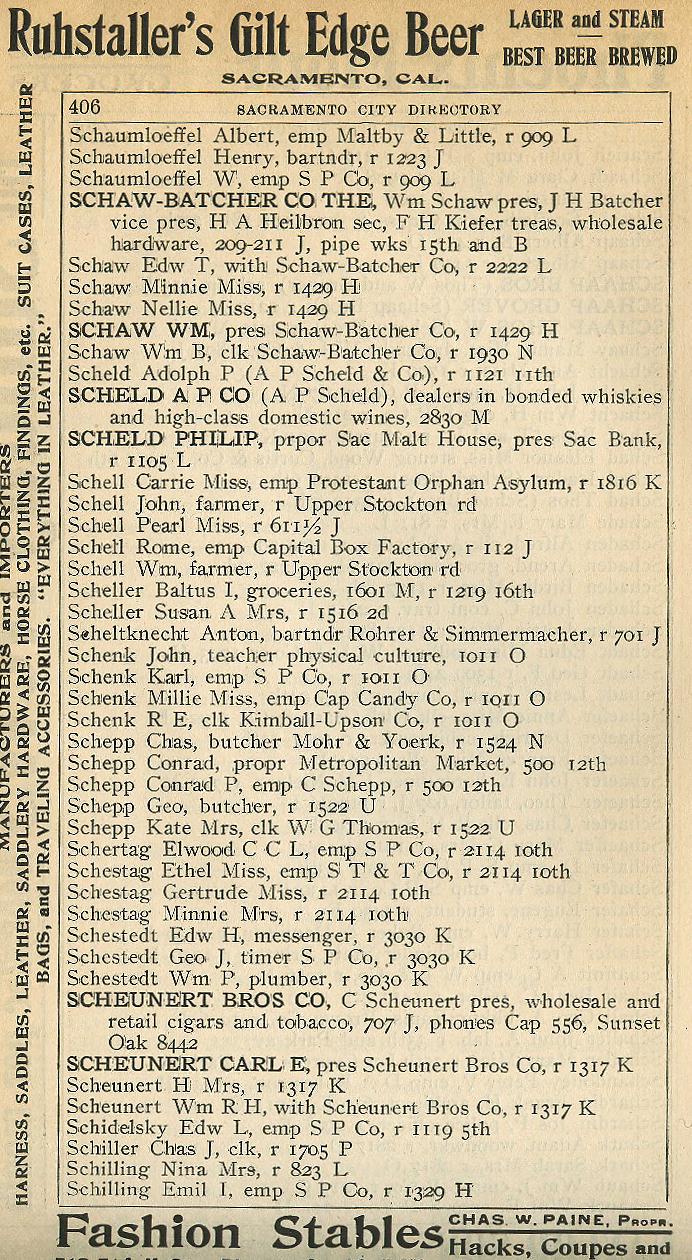 Ruhstaller's Gilt Edge Beer
LAGER and STEAM
BEST BEER BREWED
SACRAMENTO, CAL.
MANUFACTURERS and IMPORTERS
HARNESS, SADDLES, LEATHER, SADDLERY HARDWARE, HORSE CLOTHING, FINDINGS, etc. SUIT CASES, LEATHER
BAGS, and TRAVELING ACCESSORIES. "EVERYTHING IN LEATHER."
406 SACRAMENTO CITY DIRECTORY
Schaumloeffel Albert, emp Maltby & Little, r 909 L
Schaumloeffel Henry, bartndr, r 1223 J
Schaumloeffel W, emp S P Co, r 909 L
SCHAW-BATCHER CO THE, Wm Schaw pres, J H Batcher
vice pres, H A Heilbron sec, F H Kiefer treas, wholesale
hardware, 209-211 J, pipe wks 15th and B
Schaw Edw T, with Schaw-Batcher Co, r 2222 L
Schaw Minnie Miss, r 1429 H
Schaw Nellie Miss, r 1429 H
SCHAW WM, pres Schaw-Batcher Co, r 1429 H
Schaw Wm B, clk Schaw-Batcher Co, r 1930 N
Scheld Adolph P (A P Scheld & Co), r 1121 11th
SCHELD A P CO (A P Scheld), dealers in bonded whiskies
and high-class domestic wines, 2830 M
SCHELD PHILIP, prpor Sac Malt House, pres Sac Bank,
r 1105 L
Schell Carrie Miss, emp Protestant Orphan Asylum, r 1816 K
Schell John, farmer, r Upper Stockton rd
Schell Pearl Miss, r 611½ J
Schell Rome, emp Capital Box Factory, r 112 J
Schell Wm, farmer, r Upper Stockton rd
Scheller Baltus I, groceries, 1601 M, r 1219 16th
Scheller Susan A Mrs, r 1516 2d
Scheltknecht Anton, bartndr Rohrer & Simmermacher, r 701 J
Schenk John, teacher physical culture, 1011 O
Schenk Karl, emp S P Co, r 1011 O
Schenk Millie Miss, emp Cap Candy Co, r 1011 O
Schenk R E, clk Kimball-Upson Co, r 1011 O
Schepp Chas, butcher Mohr & Yoerk, r 1524 N
Schepp Conrad, propr Metropolitan Market, 500 12th
Schepp Conrad P, emp C Schepp, r 500 12th
Schepp Geo, butcher, r 1522 U
Schepp Kate Mrs, clk W G Thomas, r 1522 U
Schertag Elwood C C L, emp S P Co, r 2114 10th
Schestag Ethel Miss, emp S T & T Co, r 2114 10th
Schestag Gertrude Miss, r 2114 10th
Schestag Minnie Mrs, r 2114 10th
Schestedt Edw H, messenger, r 3030 K
Schestedt Geo J, timer S P Co, r 3030 K
Schestedt Wm P, plumber, r 3030 K
SCHEUNERT BROS CO, C Scheunert pres, wholesale and
retail cigars and tobacco, 707 J, phones Cap 556, Sunset
Oak 8442
SCHEUNERT CARL E, pres Scheunert Bros Co, r 1317 K
Scheunert H Mrs, r 1317 K
Scheunert Wm R H, with Scheunert Bros Co, r 1317 K
Schidelsky Edw L, emp S P Co, r 1119 5th
Schiller Chas J, clk, r 1705 P
Schilling Nina Mrs, r 823 L
Schilling Emil I, emp S P Co, r 1329 H
Fashion Stables
CHAS. W. PAINE, PROPR.
Hacks, Coupes and